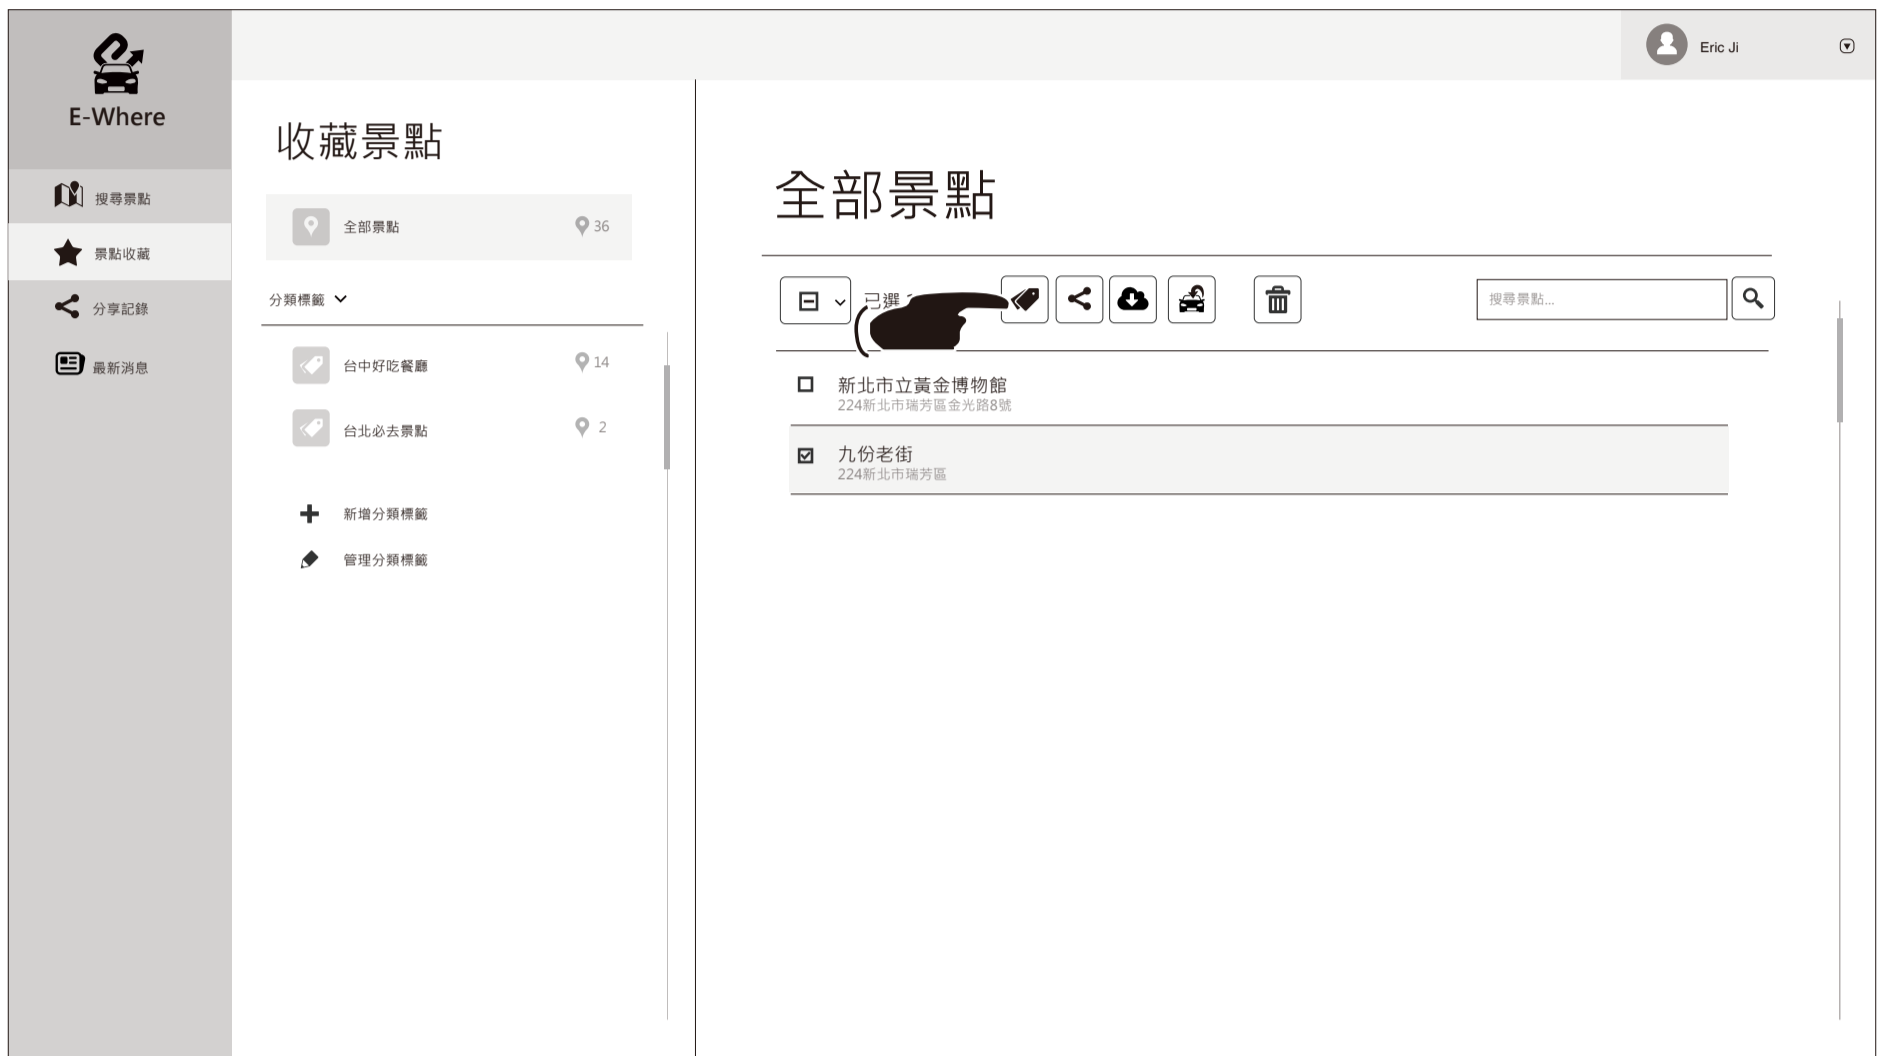 E-Where
Eric Ji
搜尋景點
景點收藏
分享記錄
最新消息
收藏景點
全部景點
36
分類標籤
台中好吃餐廳
14
台北必去景點
2
新增分類標籤
管理分類標籤
全部景點
已選
搜尋景點...
新北市立黃金博物館
224新北市瑞芳區金光路8號
九份老街
224新北市瑞芳區